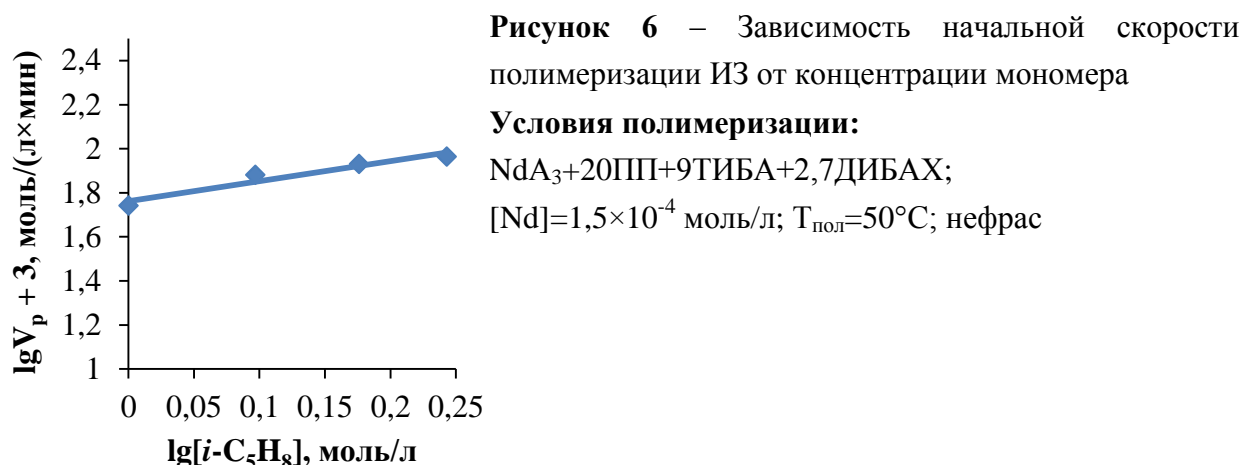 Рисунок 6 – Зависимость начальной скорости
полимеризации ИЗ от концентрации мономера
Условия полимеризации:
NdA₃+20ПП+9ТИБА+2,7ДИБАХ;
[Nd]=1,5×10⁻⁴ моль/л; Tпол=50°С; нефрас
lgVp + 3, моль/(л×мин)
2,4
2,2
2
1,8
1,6
1,4
1,2
1
0 0,05 0,1 0,15 0,2 0,25
lg[i-C₅H₈], моль/л